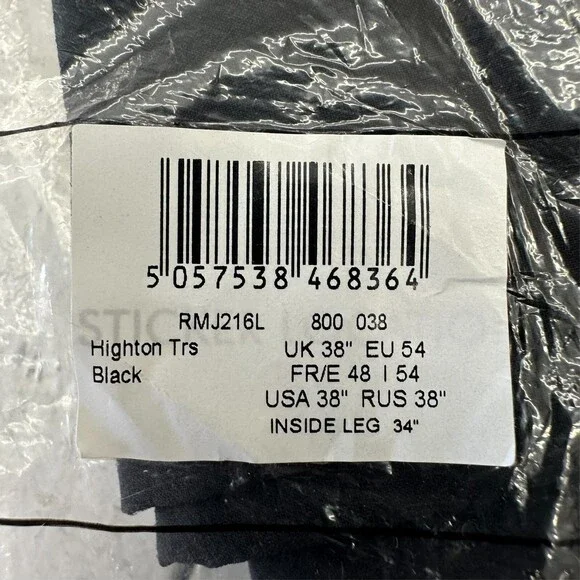 5 057538 468364
RMJ216L 800 038
Highton Trs UK 38" EU 54
Black FR/E 48 I 54
USA 38" RUS 38"
INSIDE LEG 34"
STICKER